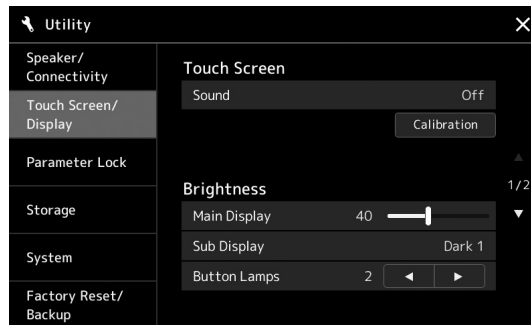 Utility
Speaker/
Connectivity
Touch Screen/
Display
Parameter Lock
Storage
System
Factory Reset/
Backup
Touch Screen
Sound Off
Calibration
Brightness
Main Display 40
Sub Display Dark 1
Button Lamps 2
1/2